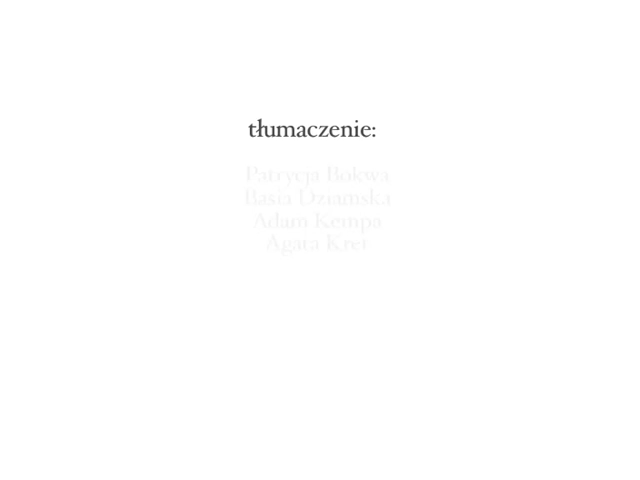 tłumaczenie:
Patrycja Bokwa
Basia Dziamska
Adam Kempa
Agata Kret